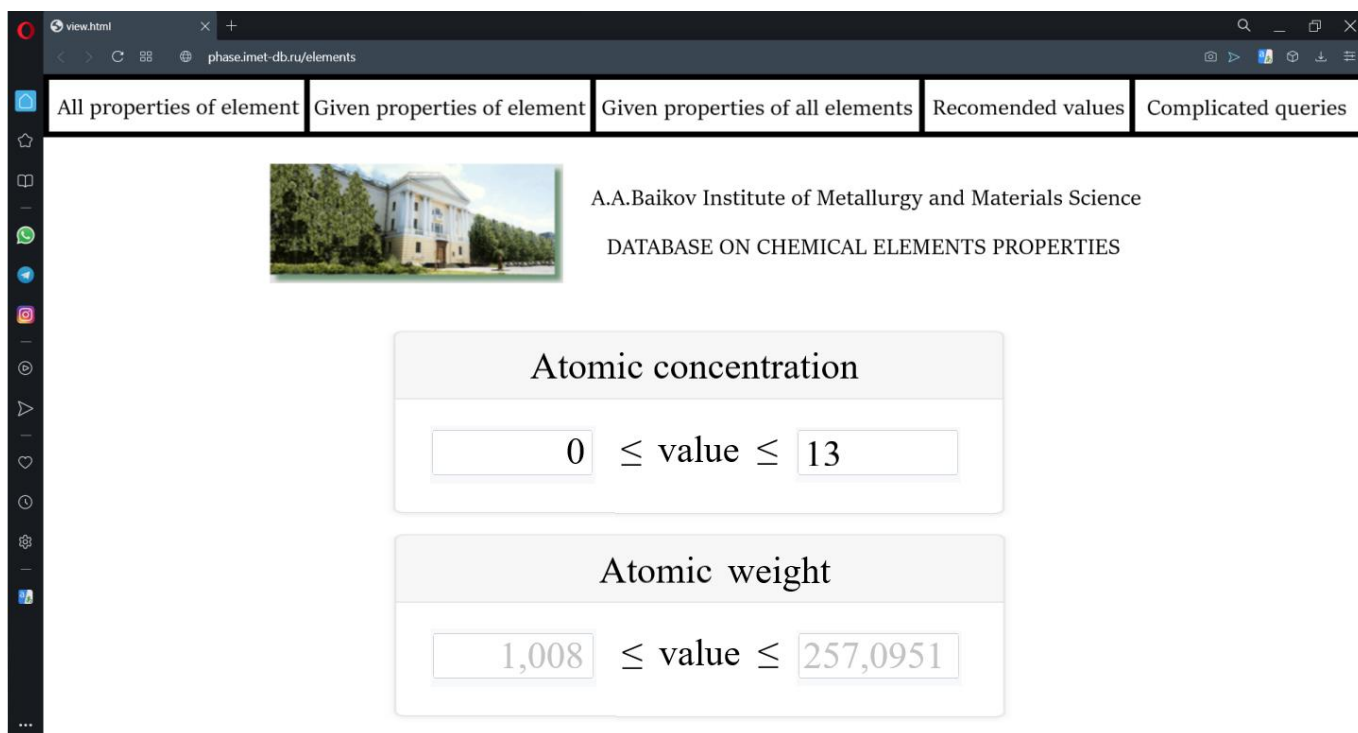 view.html
phase.imet-db.ru/elements
All properties of element Given properties of element Given properties of all elements Recomended values Complicated queries
A.A.Baikov Institute of Metallurgy and Materials Science
DATABASE ON CHEMICAL ELEMENTS PROPERTIES
Atomic concentration
0 ≤ value ≤ 13
Atomic weight
1,008 ≤ value ≤ 257,0951